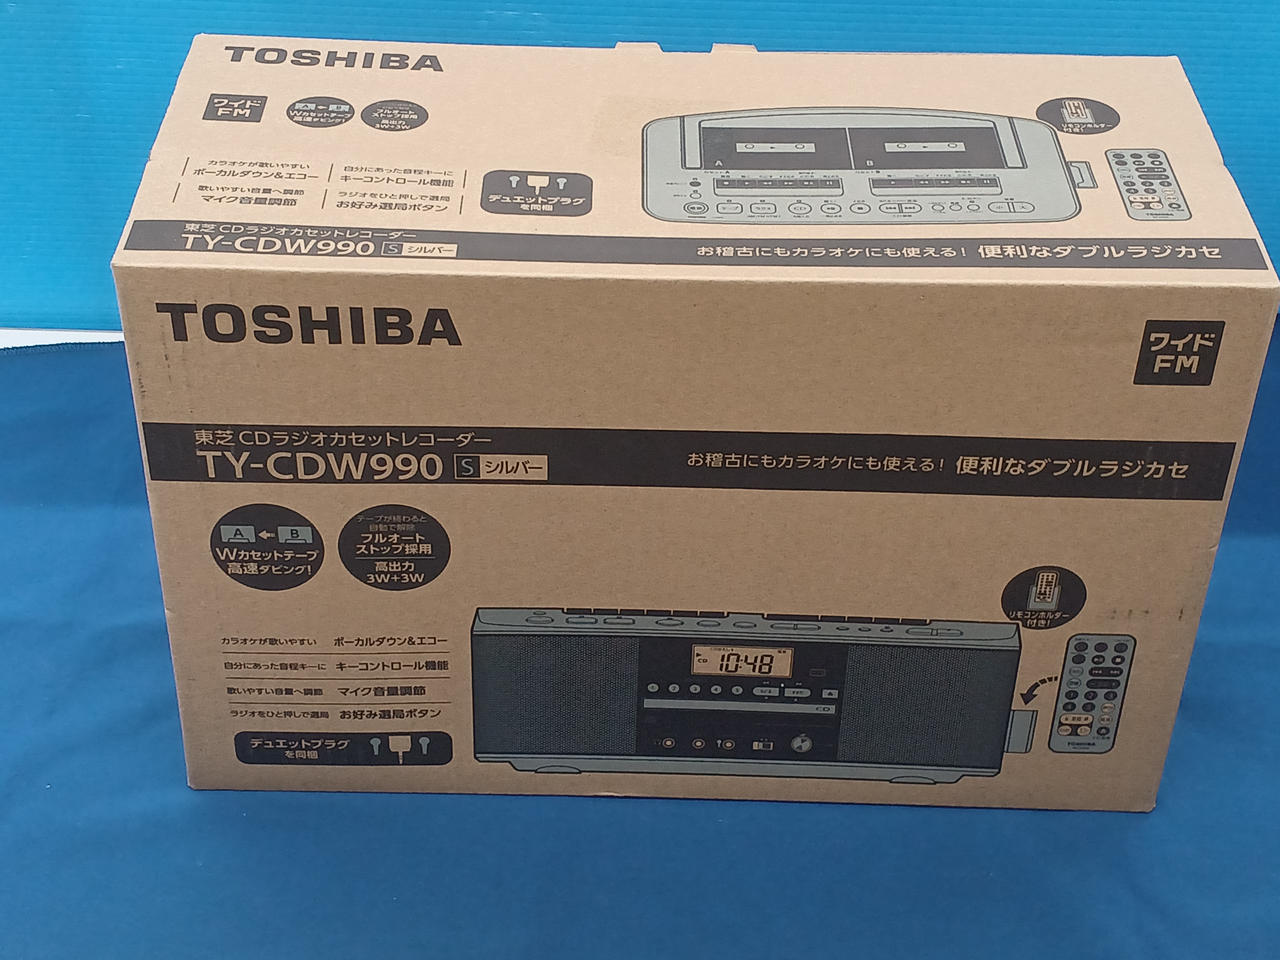 TOSHIBA
ワイド
FM
A B
Wカセットテープ
高速ダビング!
フルオート
ストップ採用
高出力
3W+3W
カラオケが歌いやすい
ボーカルダウン&エコー
自分にあった音程キーに
キーコントロール機能
歌いやすい音量へ調節
マイク音量調節
ラジオをひと押しで選局
お好み選局ボタン
デュエットプラグ
を同梱
リモコンホルダー
付き!
A B
TOSHIBA
東芝CDラジオカセットレコーダー
TY-CDW990 S シルバー
お稽古にもカラオケにも使える! 便利なダブルラジカセ
TOSHIBA
ワイド
FM
東芝CDラジオカセットレコーダー
TY-CDW990 S シルバー
お稽古にもカラオケにも使える! 便利なダブルラジカセ
A B
Wカセットテープ
高速ダビング!
テープが終わると
自動で解除
フルオート
ストップ採用
高出力
3W+3W
カラオケが歌いやすい ボーカルダウン&エコー
自分にあった音程キーに キーコントロール機能
歌いやすい音量へ調節 マイク音量調節
ラジオをひと押しで選局 お好み選局ボタン
デュエットプラグ
を同梱
リモコンホルダー
付き!
CD 10:48
1 2 3 4 5
CD
TOSHIBA